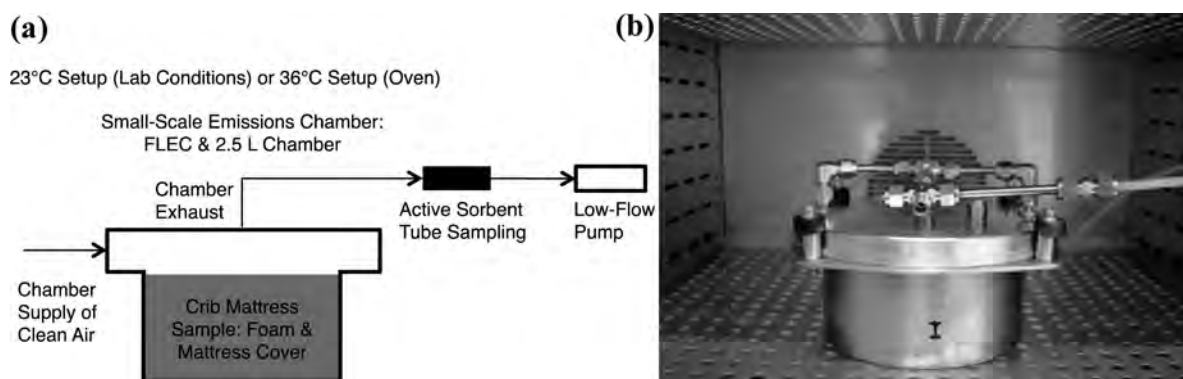 (a)
23°C Setup (Lab Conditions) or 36°C Setup (Oven)
Small-Scale Emissions Chamber:
FLEC & 2.5 L Chamber
Chamber
Exhaust
Active Sorbent
Tube Sampling
Low-Flow
Pump
Chamber
Supply of
Clean Air
Crib Mattress
Sample: Foam &
Mattress Cover
(b)
I